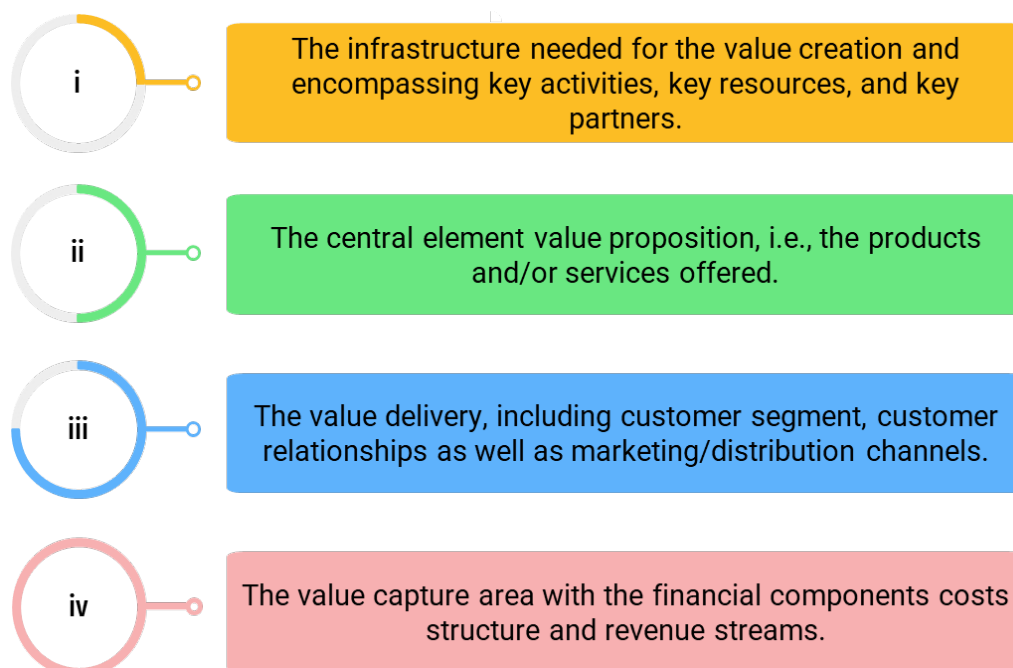 i
The infrastructure needed for the value creation and
encompassing key activities, key resources, and key
partners.
ii
The central element value proposition, i.e., the products
and/or services offered.
iii
The value delivery, including customer segment, customer
relationships as well as marketing/distribution channels.
iv
The value capture area with the financial components costs
structure and revenue streams.